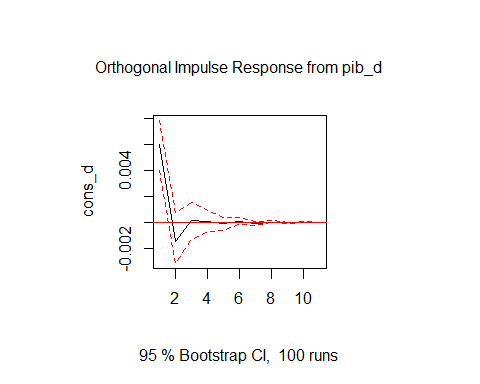 Orthogonal Impulse Response from pib_d
cons_d
0.004
-0.002
2 4 6 8 10
95 % Bootstrap CI, 100 runs